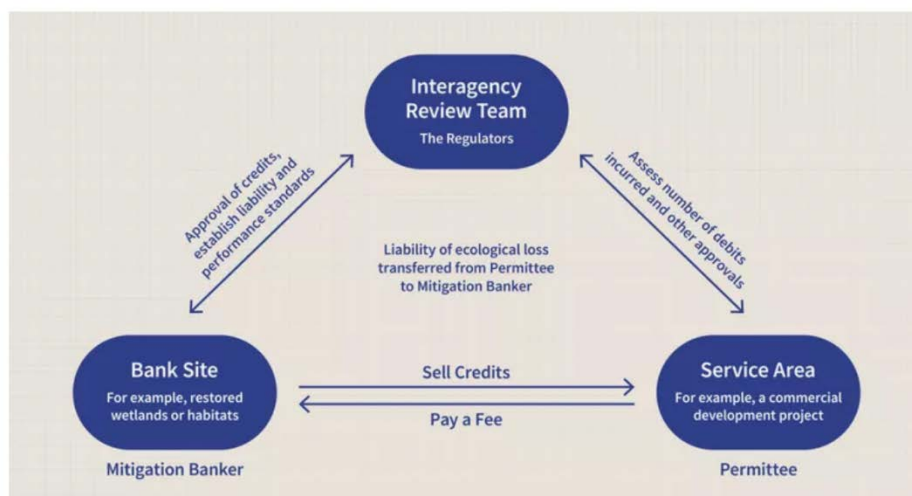 Interagency
Review Team
The Regulators
Approval of credits,
establish liability and
performance standards
Assess number of debits
incurred and other approvals
Liability of ecological loss
transferred from Permittee
to Mitigation Banker
Bank Site
For example, restored
wetlands or habitats
Sell Credits
Pay a Fee
Service Area
For example, a commercial
development project
Mitigation Banker
Permittee